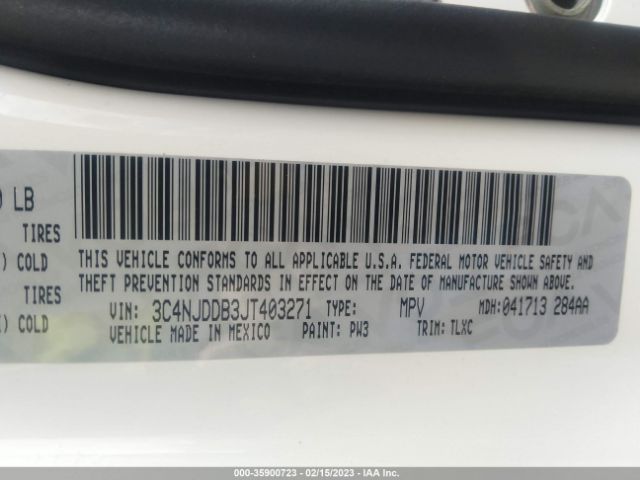 ) LB
TIRES
) COLD
TIRES
) COLD
THIS VEHICLE CONFORMS TO ALL APPLICABLE U.S.A. FEDERAL MOTOR VEHICLE SAFETY AND
THEFT PREVENTION STANDARDS IN EFFECT ON THE DATE OF MANUFACTURE SHOWN ABOVE.
VIN: 3C4NJDDB3JT403271 TYPE: MPV MDH: 041713 284AA
VEHICLE MADE IN MEXICO PAINT: PW3 TRIM: TLXC
000-35900723 - 02/15/2023 - IAA Inc.